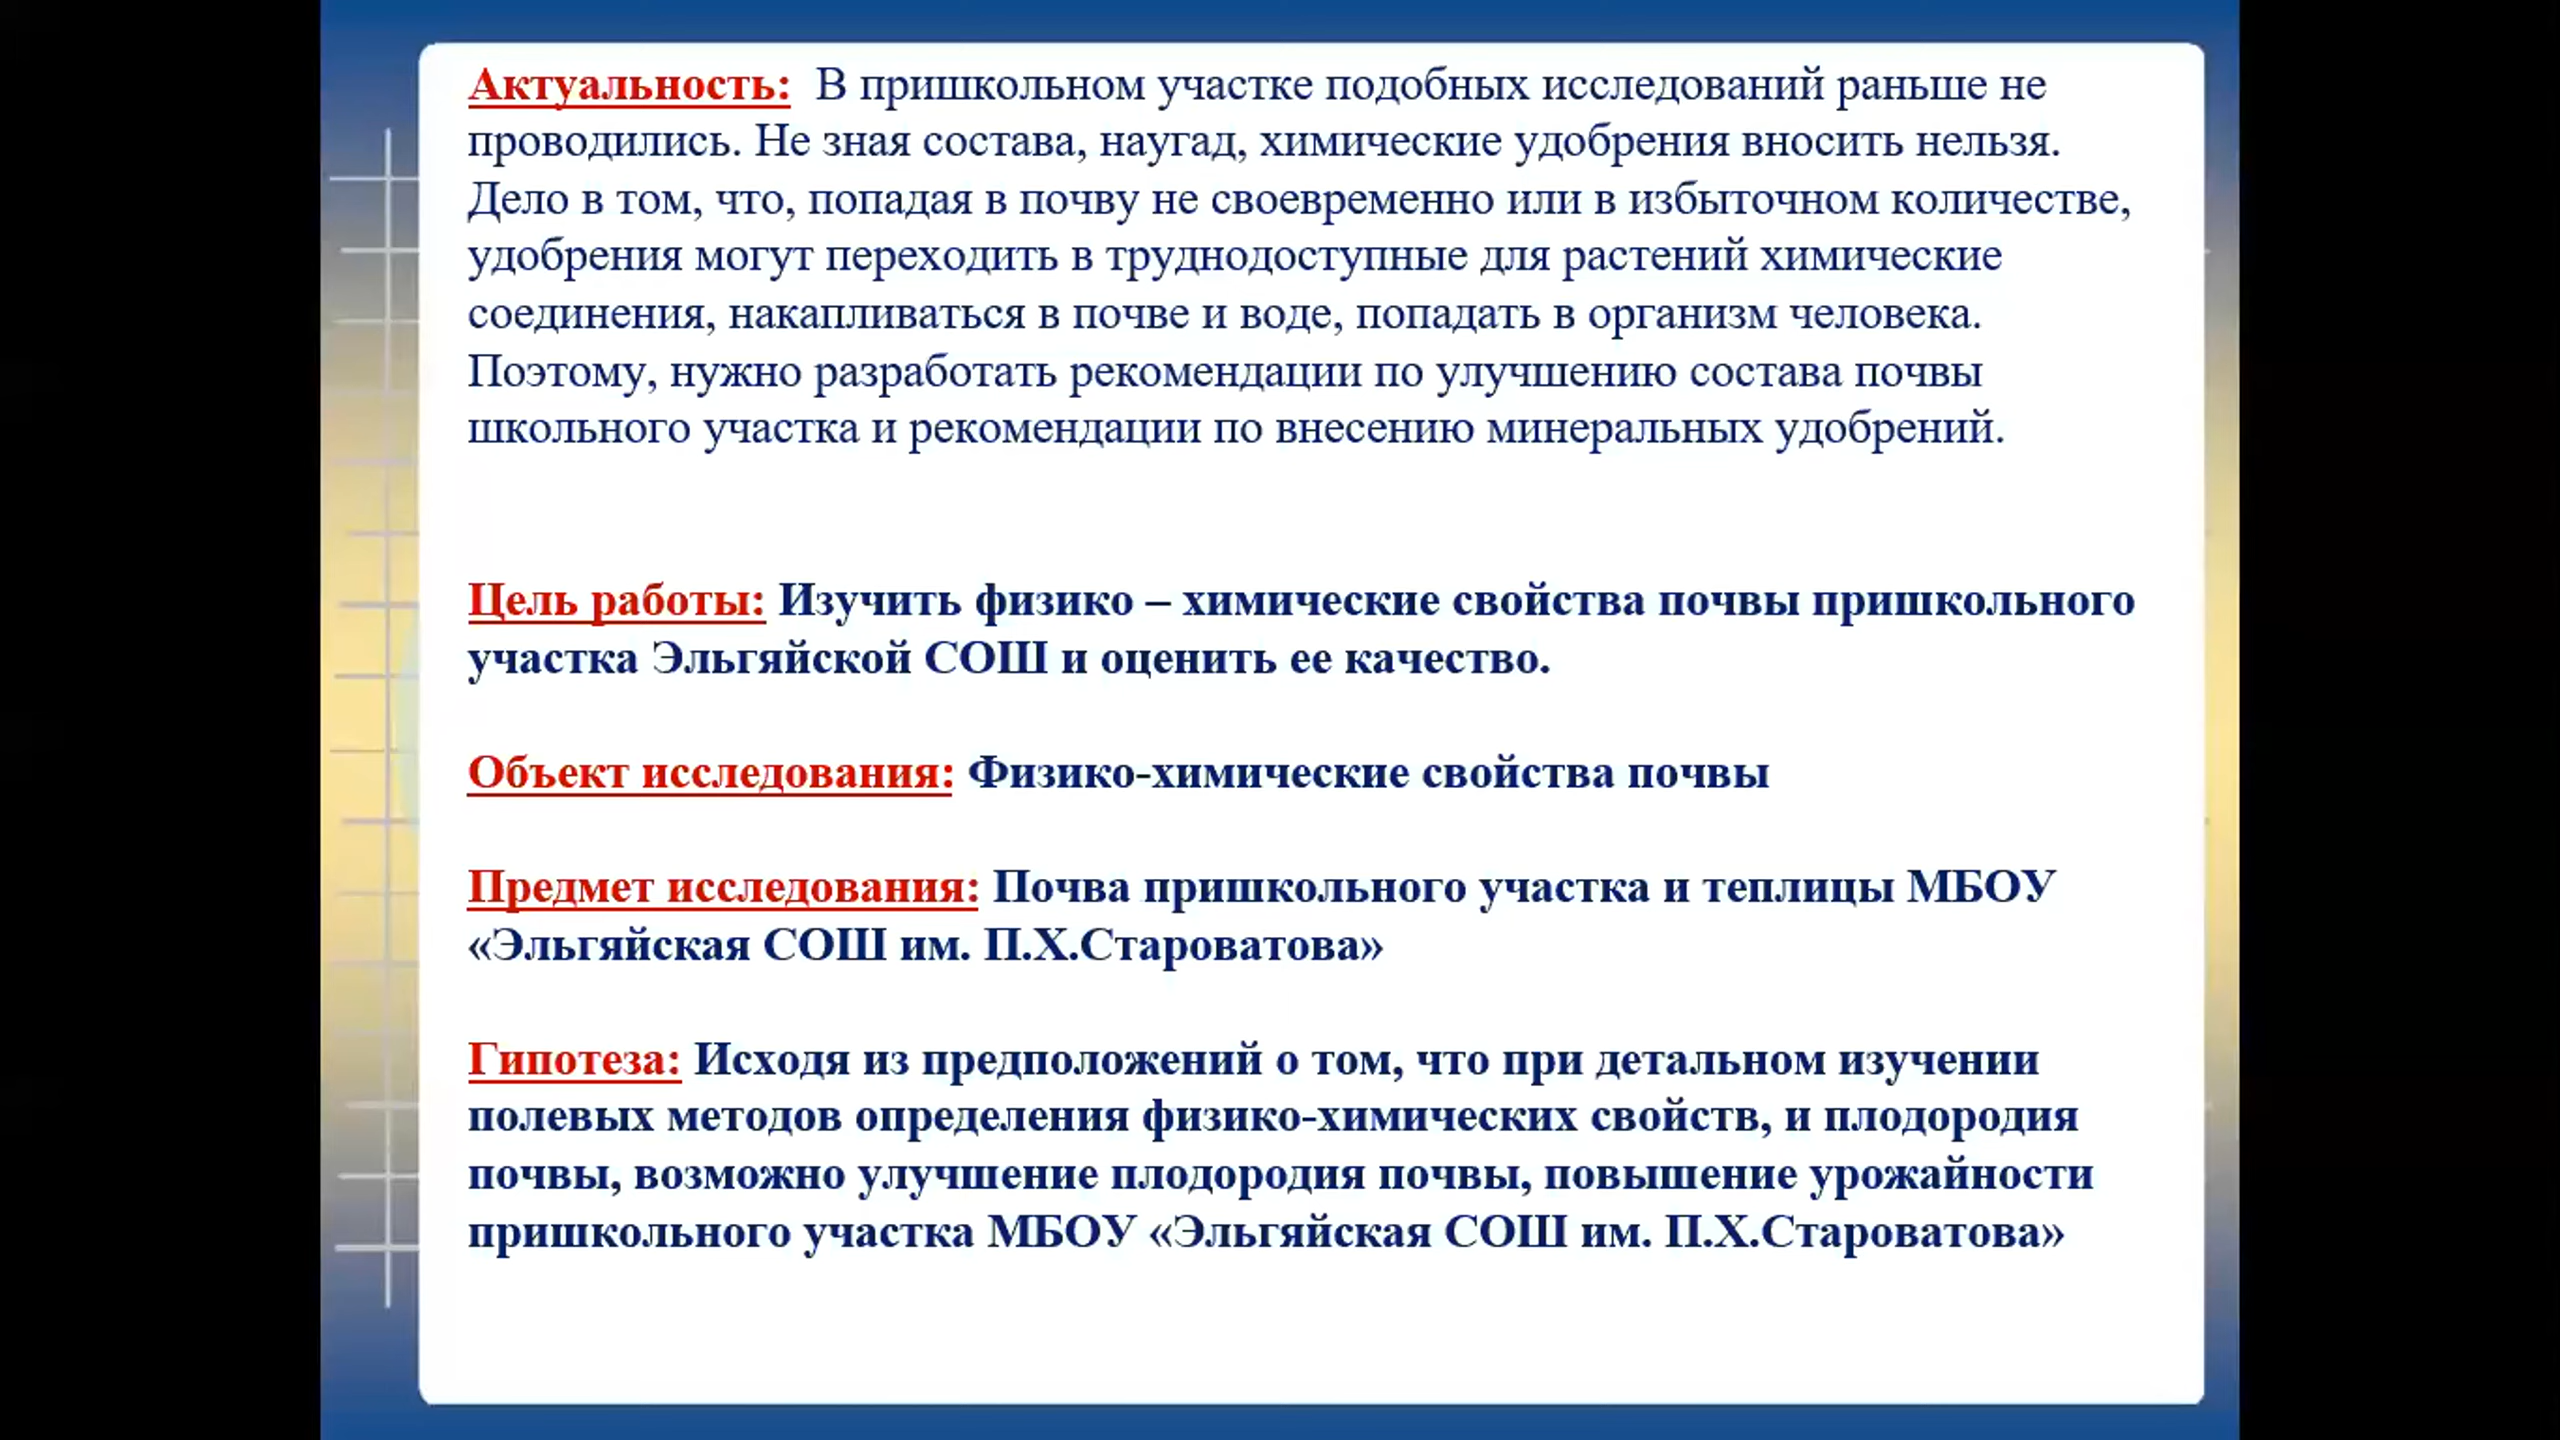 Актуальность: В пришкольном участке подобных исследований раньше не
проводились. Не зная состава, наугад, химические удобрения вносить нельзя.
Дело в том, что, попадая в почву не своевременно или в избыточном количестве,
удобрения могут переходить в труднодоступные для растений химические
соединения, накапливаться в почве и воде, попадать в организм человека.
Поэтому, нужно разработать рекомендации по улучшению состава почвы
школьного участка и рекомендации по внесению минеральных удобрений.
Цель работы: Изучить физико – химические свойства почвы пришкольного
участка Эльгяйской СОШ и оценить ее качество.
Объект исследования: Физико-химические свойства почвы
Предмет исследования: Почва пришкольного участка и теплицы МБОУ
«Эльгяйская СОШ им. П.Х.Староватова»
Гипотеза: Исходя из предположений о том, что при детальном изучении
полевых методов определения физико-химических свойств, и плодородия
почвы, возможно улучшение плодородия почвы, повышение урожайности
пришкольного участка МБОУ «Эльгяйская СОШ им. П.Х.Староватова»